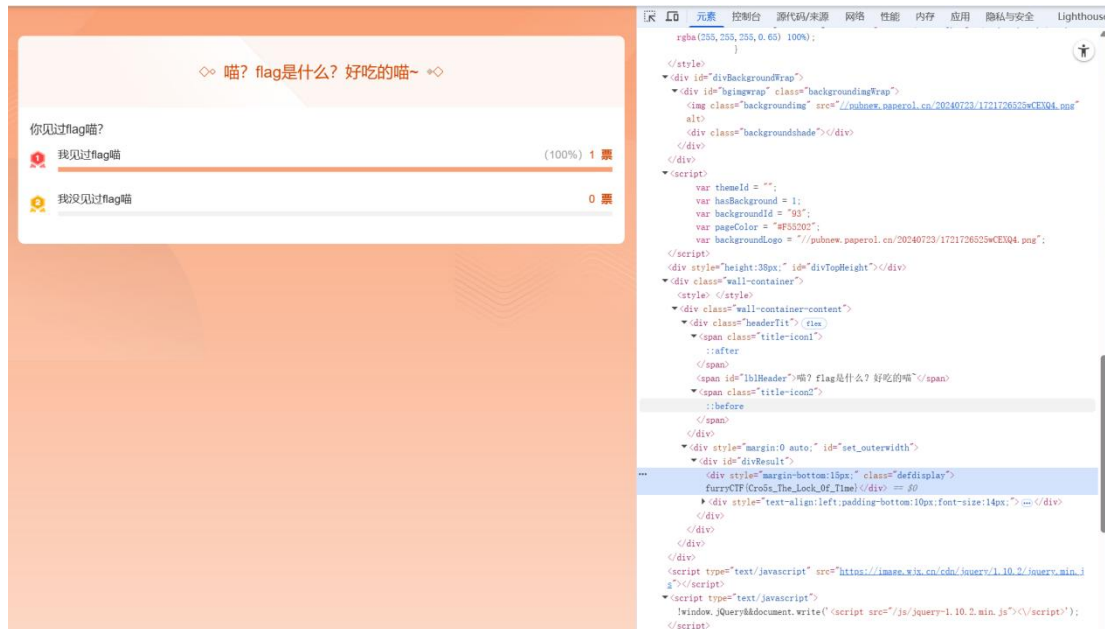 喵？flag是什么？好吃的喵~
你见过flag喵?
1
我见过flag喵
(100%) 1 票
2
我没见过flag喵
0 票
元素 控制台 源代码/来源 网络 性能 内存 应用 隐私与安全 Lighthouse
rgba(255,255,255,0.65) 100%);
}
</style>
▼<div id="divBackgroundWrap">
▼<div id="bgimgwrap" class="backgroundimgWrap">
<img class="backgroundimg" src="//pubnew.paperol.cn/20240723/1721726525wCEXQ4.png"
alt>
<div class="backgroundshade"></div>
</div>
</div>
▼<script>
var themeId = "";
var hasBackground = 1;
var backgroundId = "93";
var pageColor = "#F55202";
var backgroundLogo = "//pubnew.paperol.cn/20240723/1721726525wCEXQ4.png";
</script>
<div style="height:38px;" id="divTopHeight"></div>
▼<div class="wall-container">
<style> </style>
▼<div class="wall-container-content">
▼<div class="headerTit"> flex
▼<span class="title-icon1">
::after
</span>
<span id="lblHeader">喵？flag是什么？好吃的喵~</span>
▼<span class="title-icon2">
::before
</span>
</div>
▼<div style="margin:0 auto;" id="set_outerwidth">
▼<div id="divResult">
... <div style="margin-bottom:15px;" class="defdisplay">
furryCTF{Cro5s_The_Lock_Of_T1me}</div> == $0
▶<div style="text-align:left;padding-bottom:10px;font-size:14px;">…</div>
</div>
</div>
</div>
</div>
<script type="text/javascript" src="https://image.wjx.cn/cdn/jquery/1.10.2/jquery.min.j
s"></script>
▼<script type="text/javascript">
!window.jQuery&&document.write('<script src="/js/jquery-1.10.2.min.js"><\/script>');
</script>